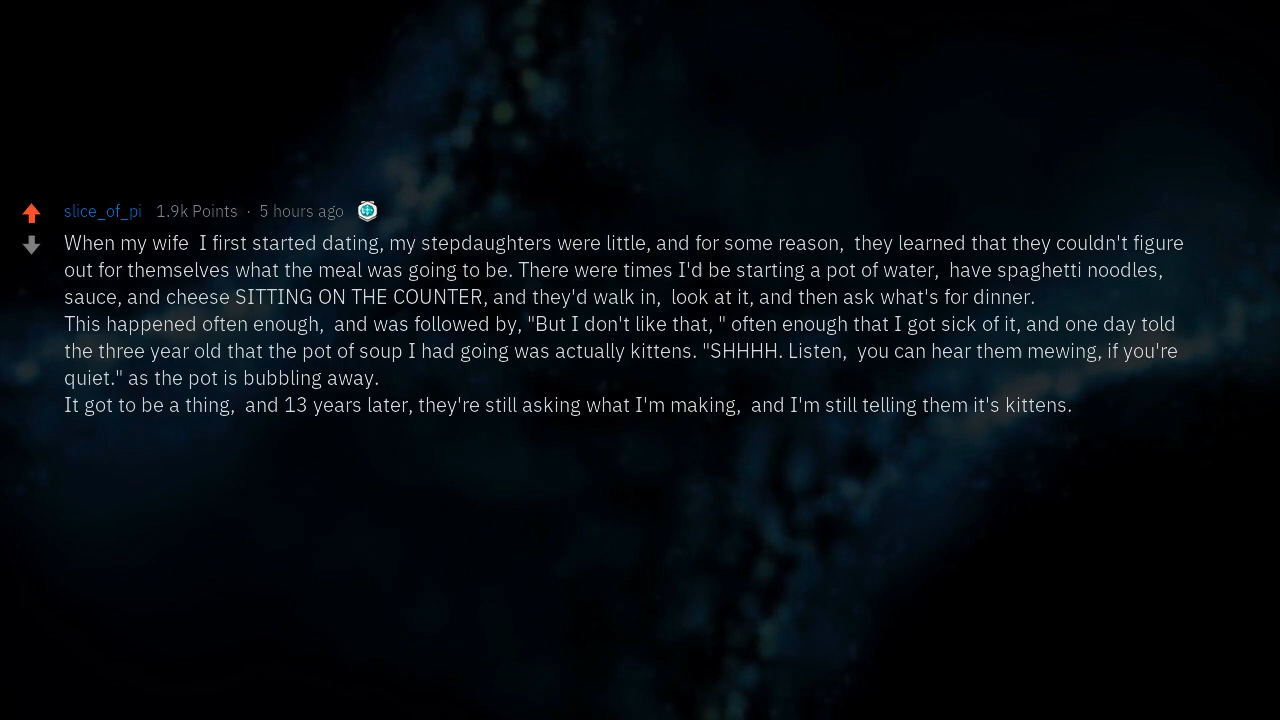 slice_of_pi 1.9k Points · 5 hours ago
When my wife  I first started dating, my stepdaughters were little, and for some reason,  they learned that they couldn't figure
out for themselves what the meal was going to be. There were times I'd be starting a pot of water,  have spaghetti noodles,
sauce, and cheese SITTING ON THE COUNTER, and they'd walk in,  look at it, and then ask what's for dinner.
This happened often enough,  and was followed by, "But I don't like that, " often enough that I got sick of it, and one day told
the three year old that the pot of soup I had going was actually kittens. "SHHHH. Listen,  you can hear them mewing, if you're
quiet." as the pot is bubbling away.
It got to be a thing,  and 13 years later, they're still asking what I'm making,  and I'm still telling them it's kittens.